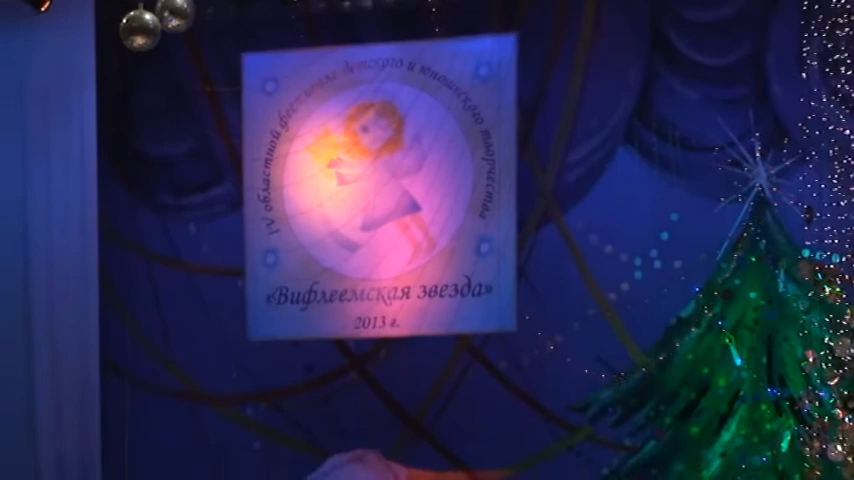 IV областной фестиваль детского и юношеского творчества
«Вифлеемская звезда»
2013 г.